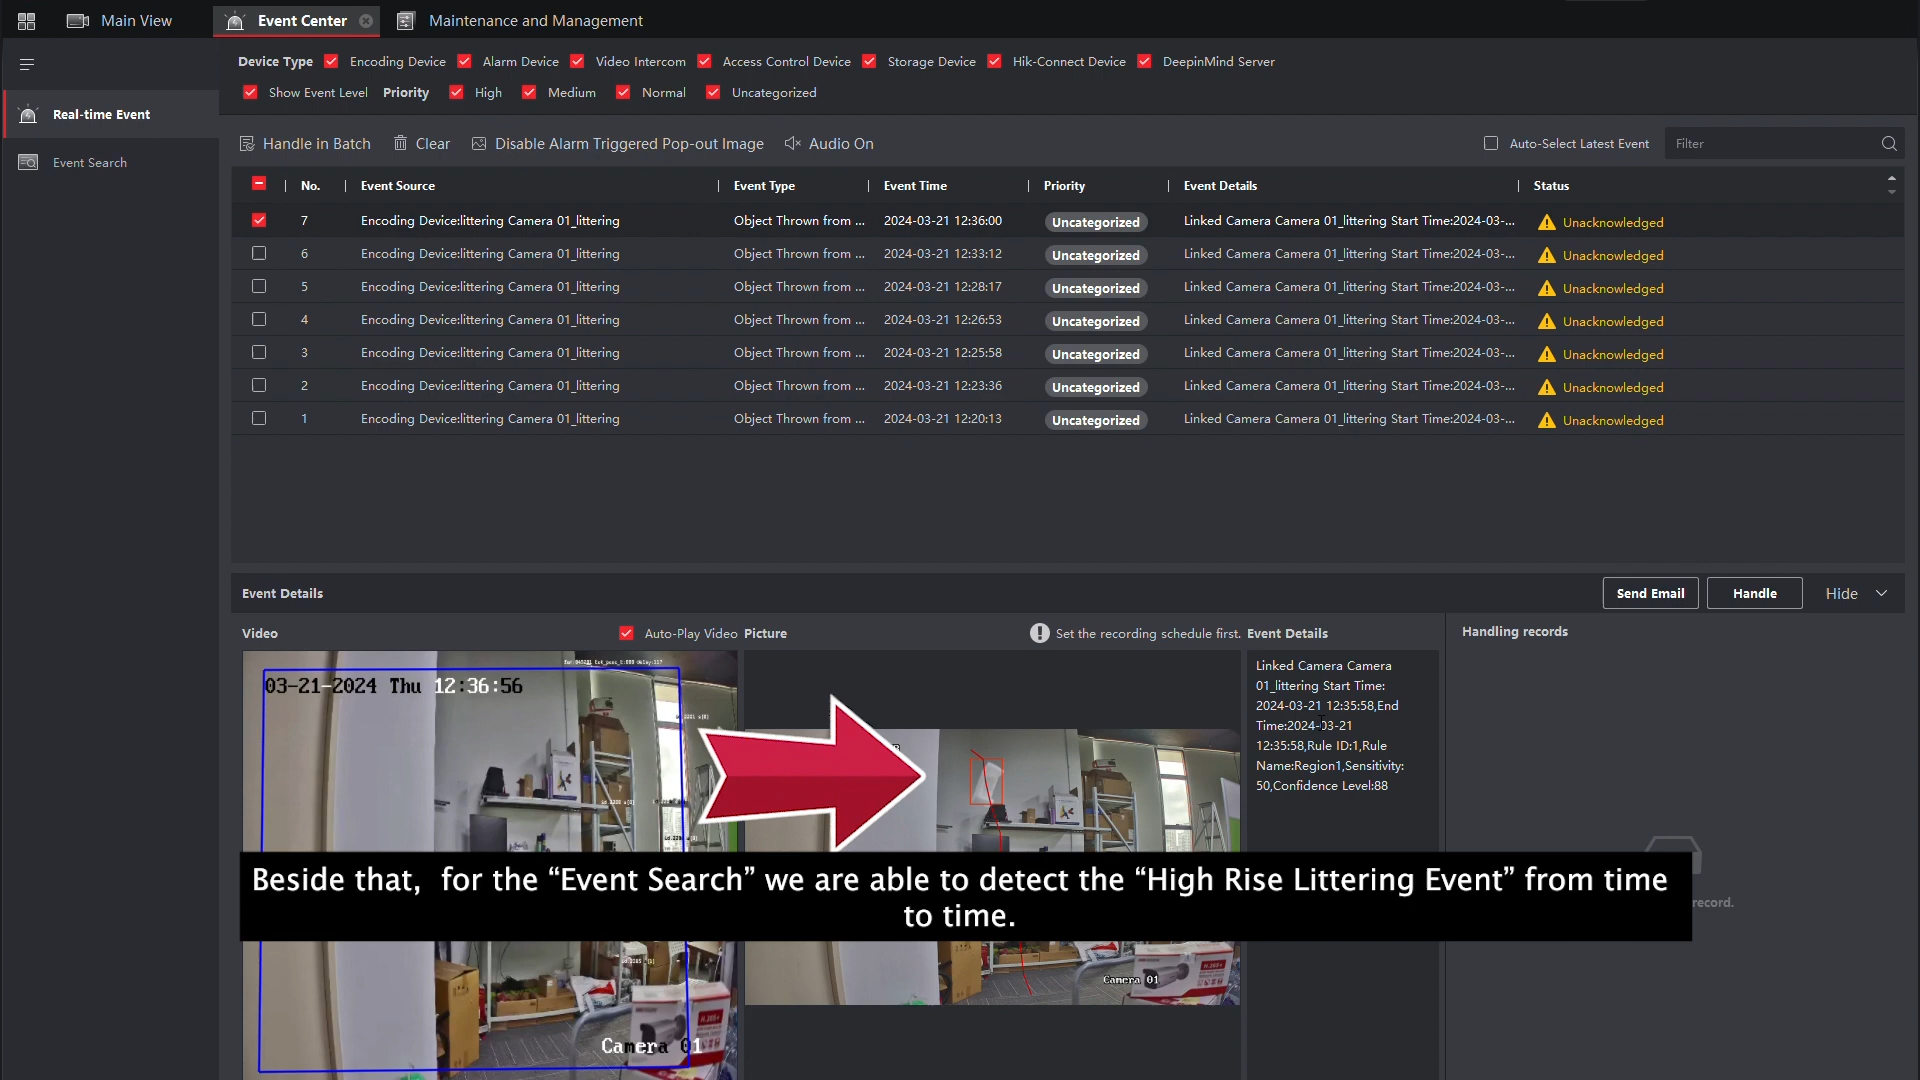 Main View
Event Center
Maintenance and Management
Device Type
Encoding Device
Alarm Device
Video Intercom
Access Control Device
Storage Device
Hik-Connect Device
DeepinMind Server
Show Event Level
Priority
High
Medium
Normal
Uncategorized
Real-time Event
Event Search
Handle in Batch
Clear
Disable Alarm Triggered Pop-out Image
Audio On
Auto-Select Latest Event
Filter
No. Event Source Event Type Event Time Priority Event Details Status
7 Encoding Device:littering Camera 01_littering Object Thrown from ... 2024-03-21 12:36:00 Uncategorized Linked Camera Camera 01_littering Start Time:2024-03-... Unacknowledged
6 Encoding Device:littering Camera 01_littering Object Thrown from ... 2024-03-21 12:33:12 Uncategorized Linked Camera Camera 01_littering Start Time:2024-03-... Unacknowledged
5 Encoding Device:littering Camera 01_littering Object Thrown from ... 2024-03-21 12:28:17 Uncategorized Linked Camera Camera 01_littering Start Time:2024-03-... Unacknowledged
4 Encoding Device:littering Camera 01_littering Object Thrown from ... 2024-03-21 12:26:53 Uncategorized Linked Camera Camera 01_littering Start Time:2024-03-... Unacknowledged
3 Encoding Device:littering Camera 01_littering Object Thrown from ... 2024-03-21 12:25:58 Uncategorized Linked Camera Camera 01_littering Start Time:2024-03-... Unacknowledged
2 Encoding Device:littering Camera 01_littering Object Thrown from ... 2024-03-21 12:23:36 Uncategorized Linked Camera Camera 01_littering Start Time:2024-03-... Unacknowledged
1 Encoding Device:littering Camera 01_littering Object Thrown from ... 2024-03-21 12:20:13 Uncategorized Linked Camera Camera 01_littering Start Time:2024-03-... Unacknowledged
Event Details
Send Email
Handle
Hide
Video
Auto-Play Video
Picture
Set the recording schedule first.
Event Details
Handling records
03-21-2024 Thu 12:36:56
Linked Camera Camera
01_littering Start Time:
2024-03-21 12:35:58,End
Time:2024-03-21
12:35:58,Rule ID:1,Rule
Name:Region1,Sensitivity:
50,Confidence Level:88
Beside that, for the “Event Search” we are able to detect the “High Rise Littering Event” from time
to time.
record.
Camera 01
H.265+
Camera 01